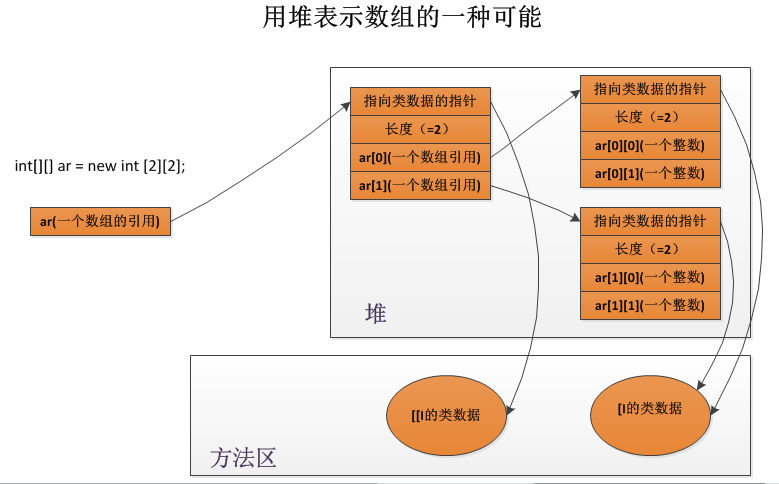 用堆表示数组的一种可能
int[][] ar = new int [2][2];
ar(一个数组的引用)
指向类数据的指针
长度（=2）
ar[0](一个数组引用)
ar[1](一个数组引用)
指向类数据的指针
长度（=2）
ar[0][0](一个整数)
ar[0][1](一个整数)
指向类数据的指针
长度（=2）
ar[1][0](一个整数)
ar[1][1](一个整数)
堆
[[I的类数据
[I的类数据
方法区